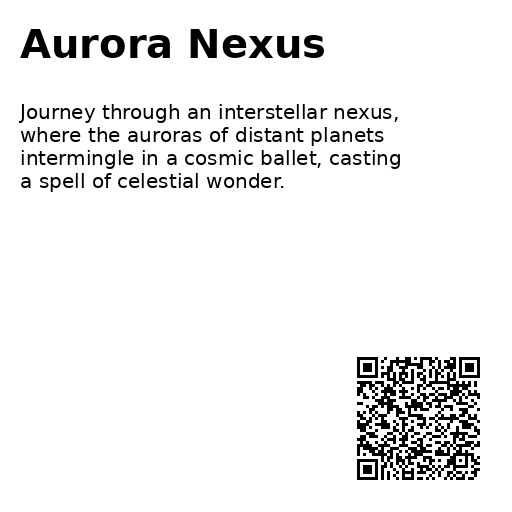 Aurora Nexus
Journey through an interstellar nexus,
where the auroras of distant planets
intermingle in a cosmic ballet, casting
a spell of celestial wonder.